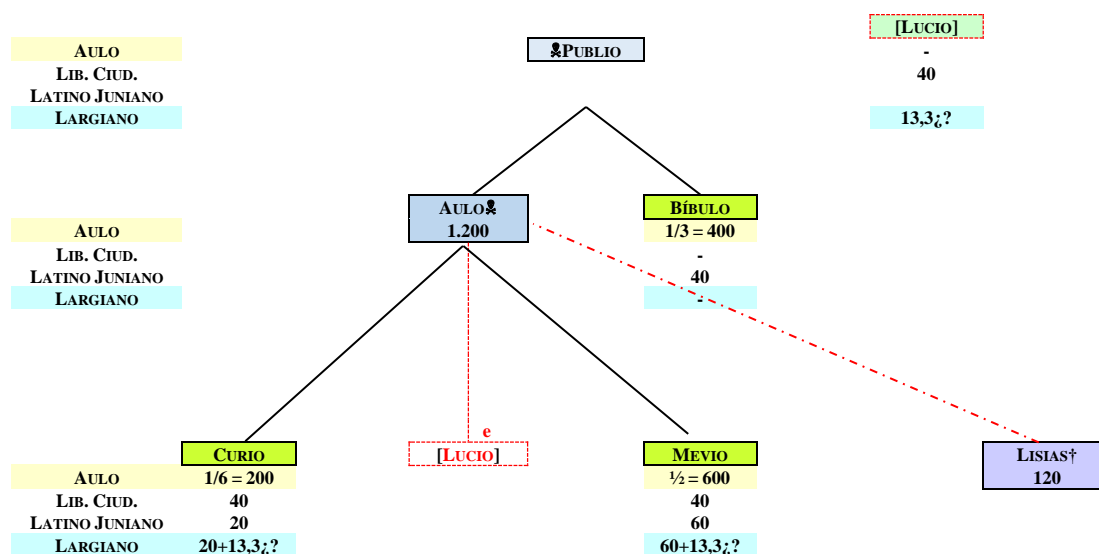 [LUCIO]
AULO ☠PUBLIO -
LIB. CIUD. 40
LATINO JUNIANO
LARGIANO 13,3¿?
AULO☠ BÍBULO
AULO 1.200 1/3 = 400
LIB. CIUD. -
LATINO JUNIANO 40
LARGIANO -
e
CURIO [LUCIO] MEVIO LISIAS†
AULO 1/6 = 200 ½ = 600 120
LIB. CIUD. 40 40
LATINO JUNIANO 20 60
LARGIANO 20+13,3¿? 60+13,3¿?